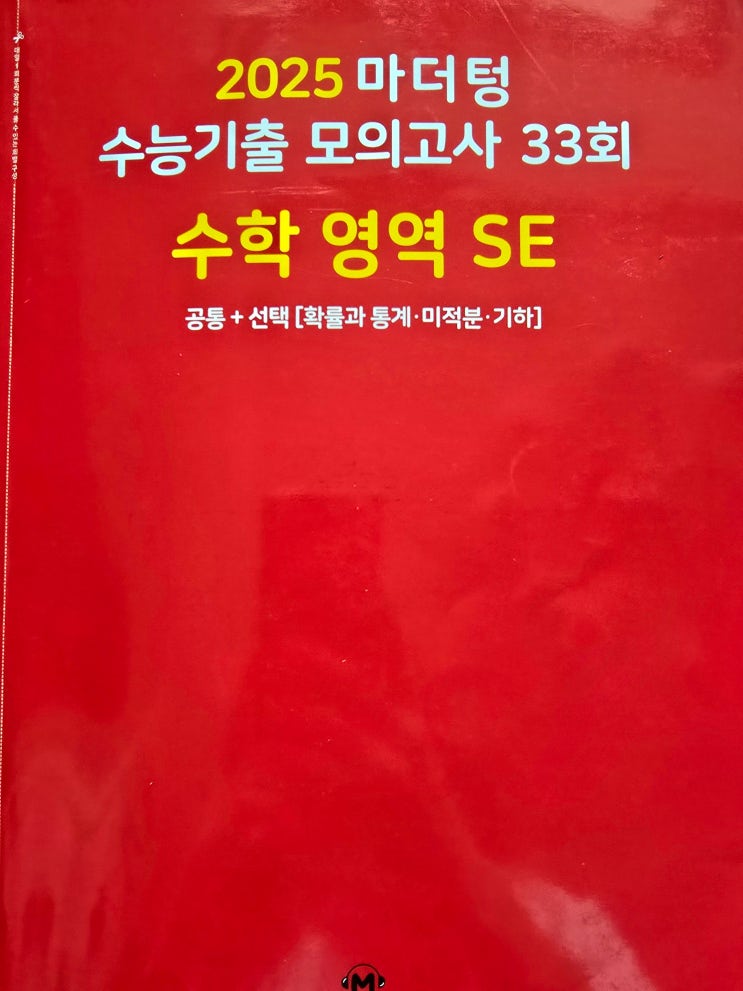 2025 마더텅
수능기출 모의고사 33회
수학 영역 SE
공통 + 선택 [확률과 통계·미적분·기하]
M